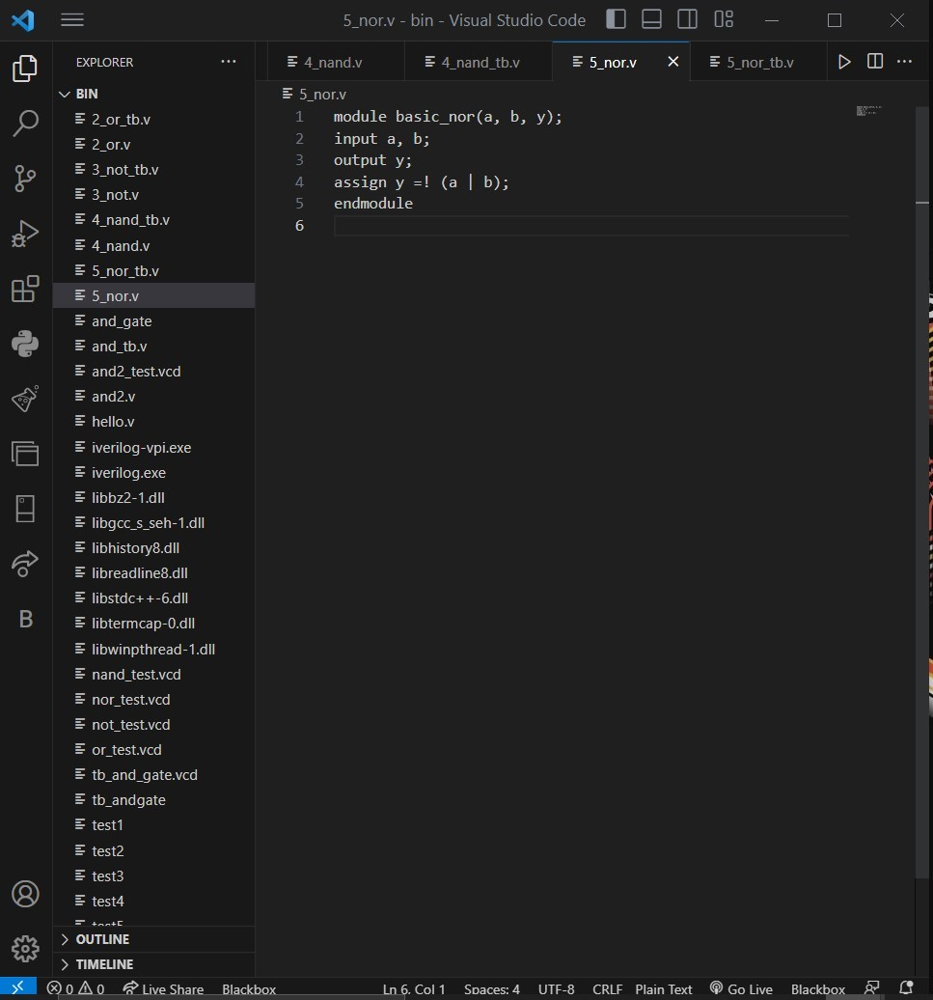 5_nor.v - bin - Visual Studio Code
EXPLORER
4_nand.v
4_nand_tb.v
5_nor.v
5_nor_tb.v
BIN
2_or_tb.v
2_or.v
3_not_tb.v
3_not.v
4_nand_tb.v
4_nand.v
5_nor_tb.v
5_nor.v
and_gate
and_tb.v
and2_test.vcd
and2.v
hello.v
iverilog-vpi.exe
iverilog.exe
libbz2-1.dll
libgcc_s_seh-1.dll
libhistory8.dll
libreadline8.dll
libstdc++-6.dll
libtermcap-0.dll
libwinpthread-1.dll
nand_test.vcd
nor_test.vcd
not_test.vcd
or_test.vcd
tb_and_gate.vcd
tb_andgate
test1
test2
test3
test4
test5
OUTLINE
TIMELINE
B
5_nor.v
1 module basic_nor(a, b, y);
2 input a, b;
3 output y;
4 assign y =! (a | b);
5 endmodule
6
0 0 Live Share Blackbox Ln 6, Col 1 Spaces: 4 UTF-8 CRLF Plain Text Go Live Blackbox